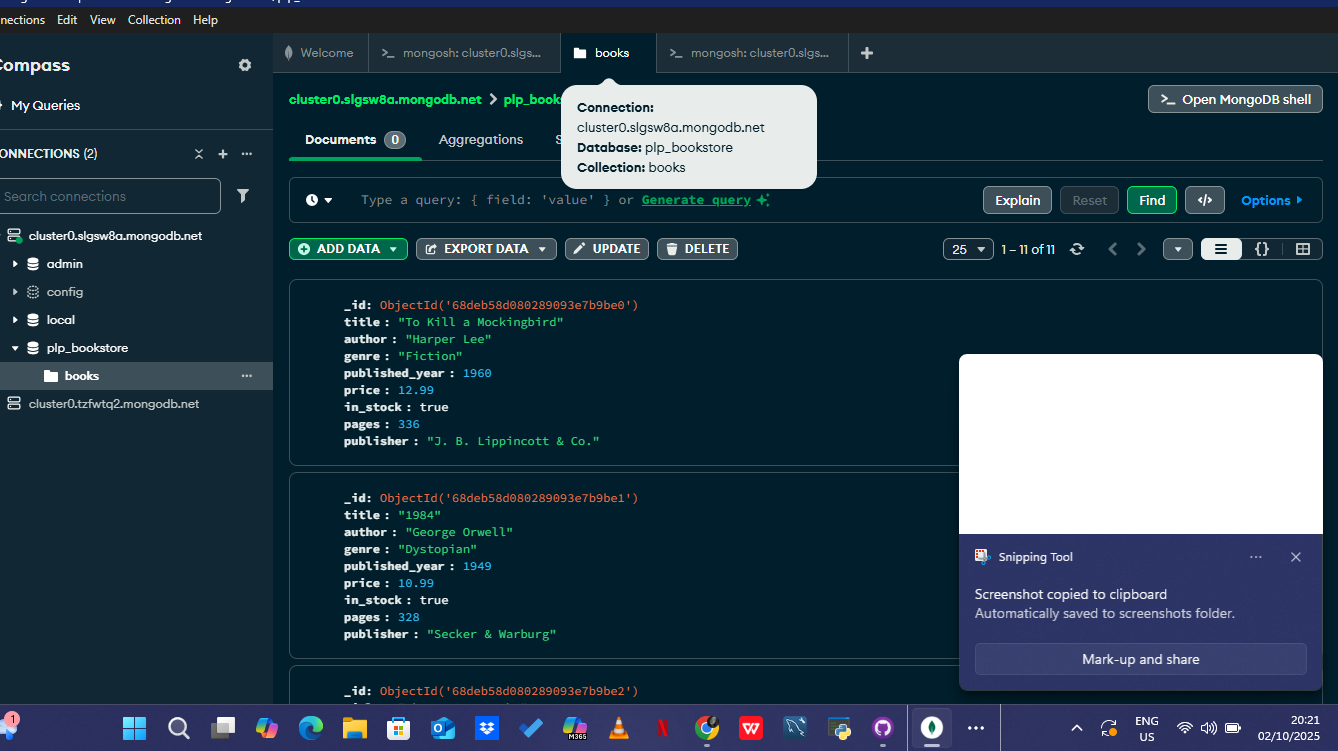 nnections Edit View Collection Help
Compass
My Queries
ONNECTIONS (2)
Search connections
cluster0.slgsw8a.mongodb.net
admin
config
local
plp_bookstore
books
cluster0.tzfwtq2.mongodb.net
Welcome
mongosh: cluster0.slgs...
books
mongosh: cluster0.slgs...
cluster0.slgsw8a.mongodb.net > plp_books
Open MongoDB shell
Connection:
cluster0.slgsw8a.mongodb.net
Database: plp_bookstore
Collection: books
Documents 0 Aggregations S
Type a query: { field: 'value' } or Generate query
Explain Reset Find </> Options
ADD DATA EXPORT DATA UPDATE DELETE
25 1 – 11 of 11 {}
_id: ObjectId('68deb58d080289093e7b9be0')
title : "To Kill a Mockingbird"
author : "Harper Lee"
genre : "Fiction"
published_year : 1960
price : 12.99
in_stock : true
pages : 336
publisher : "J. B. Lippincott & Co."
_id: ObjectId('68deb58d080289093e7b9be1')
title : "1984"
author : "George Orwell"
genre : "Dystopian"
published_year : 1949
price : 10.99
in_stock : true
pages : 328
publisher : "Secker & Warburg"
_id: ObjectId('68deb58d080289093e7b9be2')
Snipping Tool
Screenshot copied to clipboard
Automatically saved to screenshots folder.
Mark-up and share
1
M365
ENG
US
20:21
02/10/2025